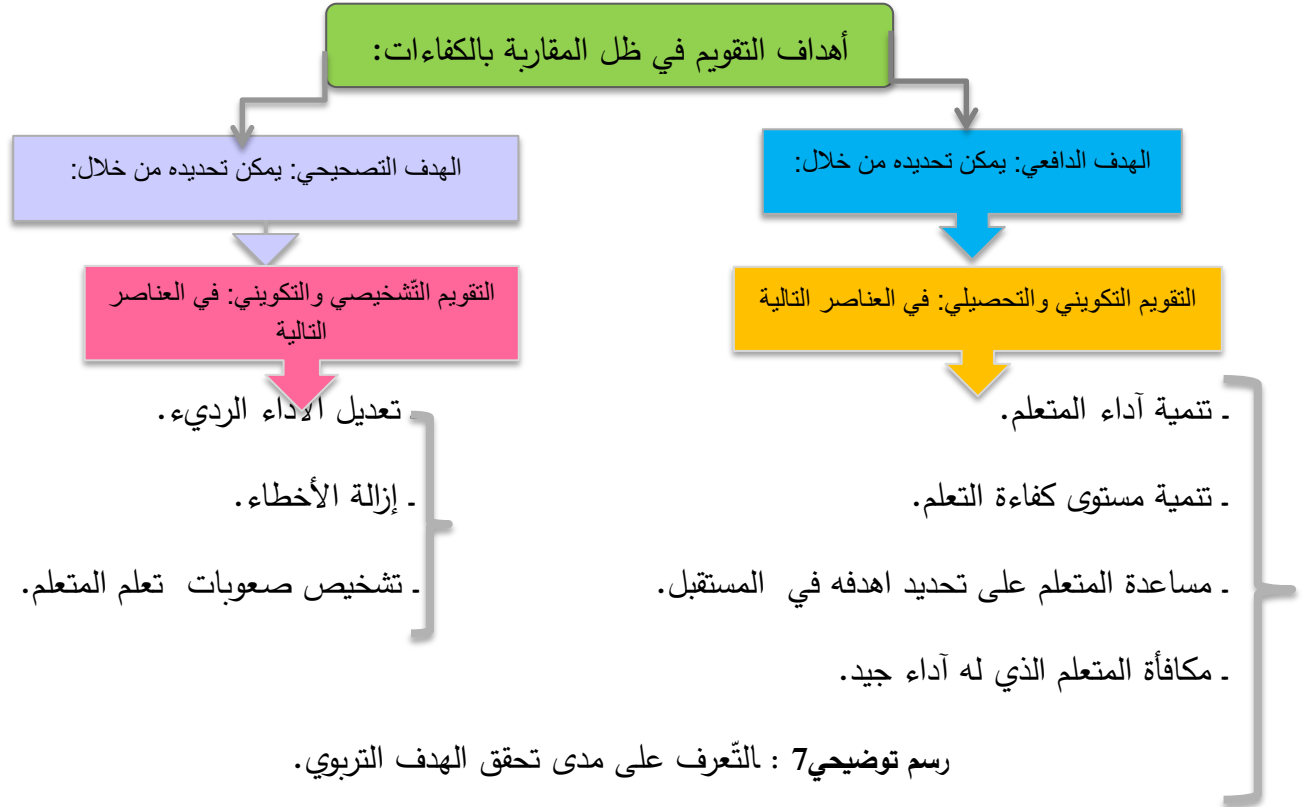 أهداف التقويم في ظل المقاربة بالكفاءات:
الهدف الدافعي: يمكن تحديده من خلال:
الهدف التصحيحي: يمكن تحديده من خلال:
التقويم التكويني والتحصيلي: في العناصر التالية
التقويم التّشخيصي والتكويني: في العناصر
التالية
ـ تنمية آداء المتعلم.
ـ تنمية مستوى كفاءة التعلم.
ـ مساعدة المتعلم على تحديد اهدفه في المستقبل.
ـ مكافأة المتعلم الذي له آداء جيد.
ـ تعديل الأداء الرديء.
ـ إزالة الأخطاء.
ـ تشخيص صعوبات تعلم المتعلم.
رسم توضيحي7 : ـالتّعرف على مدى تحقق الهدف التربوي.